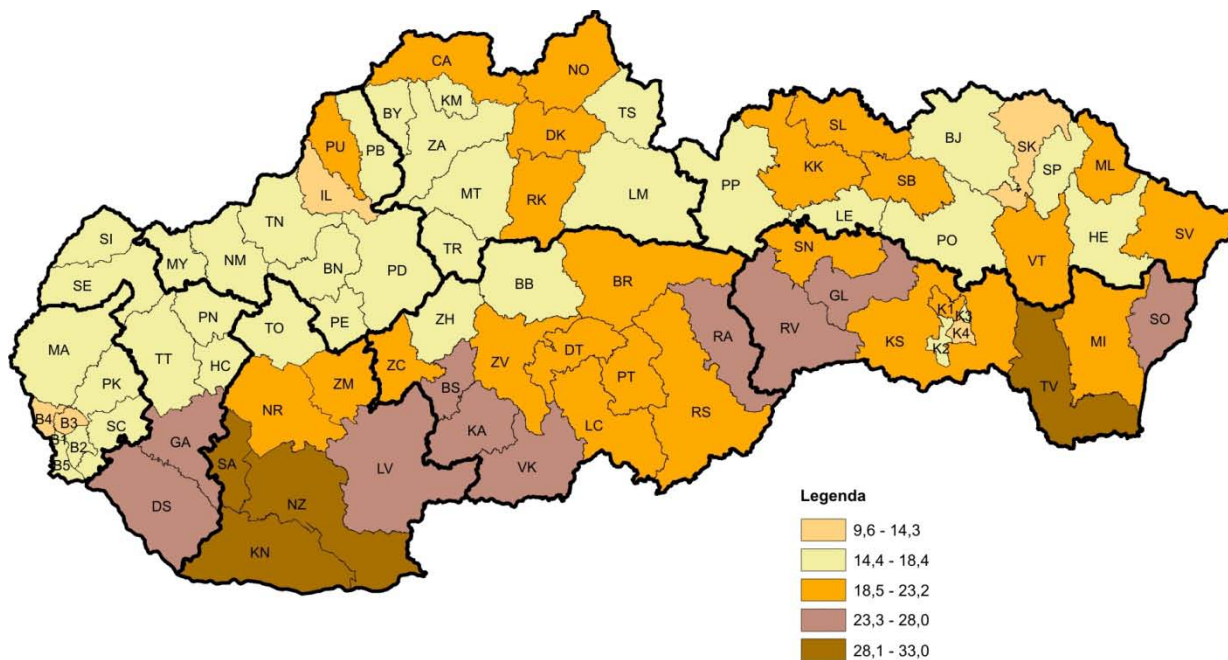 CA
NO
KM
TS
BY
PU
PB
ZA
DK
SL
BJ
SK
KK
SP
ML
SB
PP
IL
MT
RK
LM
TN
LE
PO
HE
SV
SI
MY
NM
TR
SN
VT
BN
PD
SE
BB
BR
GL
PN
TO
PE
ZH
K1
K3
SO
RV
K4
RA
KS
MI
MA
TT
HC
ZC
ZV
DT
K2
PK
ZM
PT
TV
BS
NR
RS
B4
B3
SC
KA
LC
B1
B2
GA
B5
SA
LV
VK
DS
NZ
KN
Legenda
9,6 - 14,3
14,4 - 18,4
18,5 - 23,2
23,3 - 28,0
28,1 - 33,0